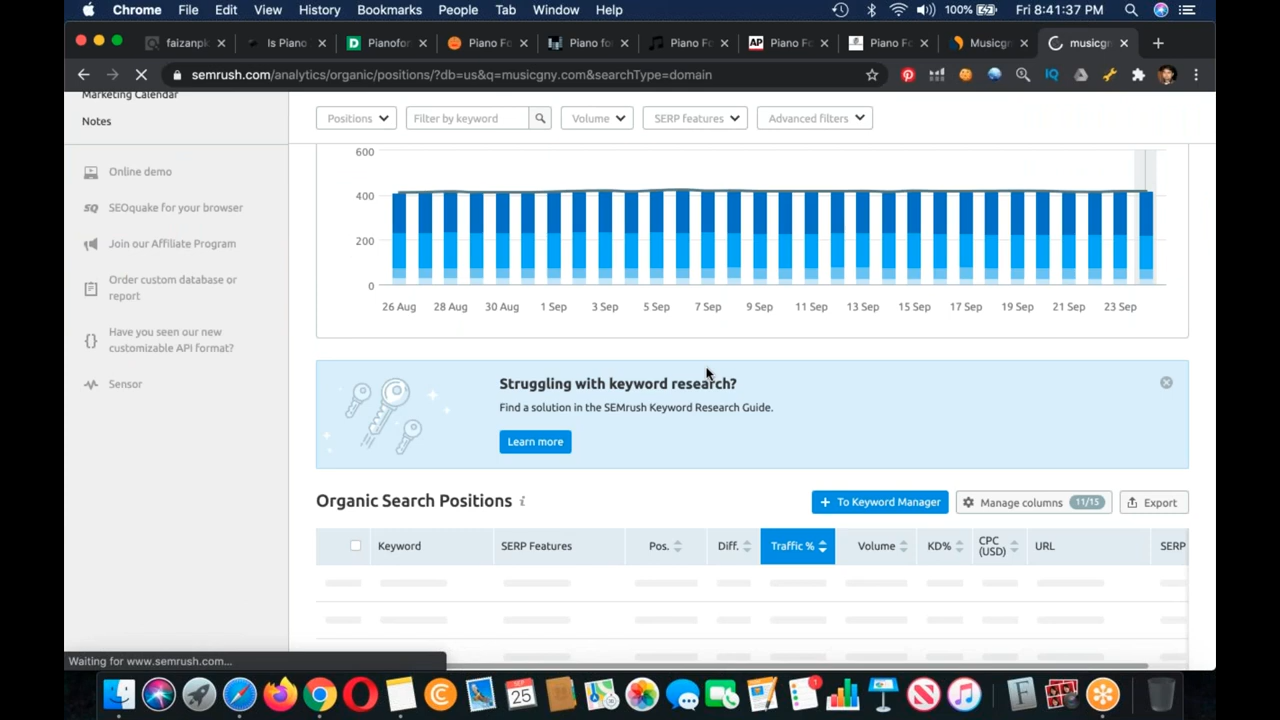 Chrome File Edit View History Bookmarks People Tab Window Help 100% Fri 8:41:37 PM
faizanpi Is Piano Pianofor Piano Fo Piano for Piano Fo Piano Fo Piano Fo Musicgn musicgn
semrush.com/analytics/organic/positions/?db=us&q=musicgny.com&searchType=domain
Marketing Calendar
Notes
Online demo
SEOquake for your browser
Join our Affiliate Program
Order custom database or
report
Have you seen our new
customizable API format?
Sensor
Positions Filter by keyword Volume SERP features Advanced filters
600
400
200
0
26 Aug 28 Aug 30 Aug 1 Sep 3 Sep 5 Sep 7 Sep 9 Sep 11 Sep 13 Sep 15 Sep 17 Sep 19 Sep 21 Sep 23 Sep
Struggling with keyword research?
Find a solution in the SEMrush Keyword Research Guide.
Learn more
Organic Search Positions i + To Keyword Manager Manage columns 11/15 Export
Keyword SERP Features Pos. Diff. Traffic % Volume KD% CPC (USD) URL SERP
Waiting for www.semrush.com...